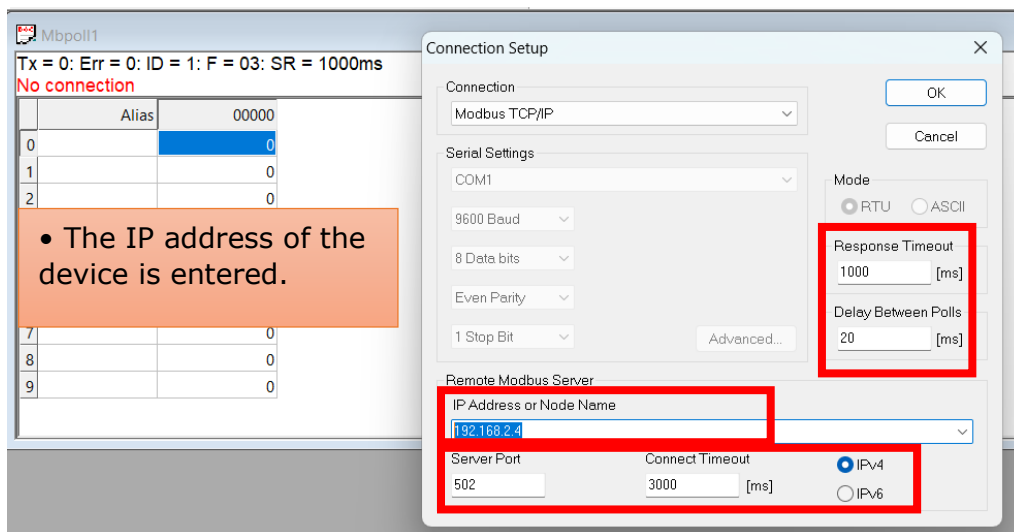 Mbpoll1
Tx = 0: Err = 0: ID = 1: F = 03: SR = 1000ms
No connection
Alias 00000
0 0
1 0
2 0
• The IP address of the
device is entered.
7 0
8 0
9 0
Connection Setup
Connection
Modbus TCP/IP
OK
Cancel
Serial Settings
COM1
9600 Baud
8 Data bits
Even Parity
1 Stop Bit
Advanced...
Mode
RTU ASCII
Response Timeout
1000 [ms]
Delay Between Polls
20 [ms]
Remote Modbus Server
IP Address or Node Name
192.168.2.4
Server Port Connect Timeout
502 3000 [ms]
IPv4
IPv6